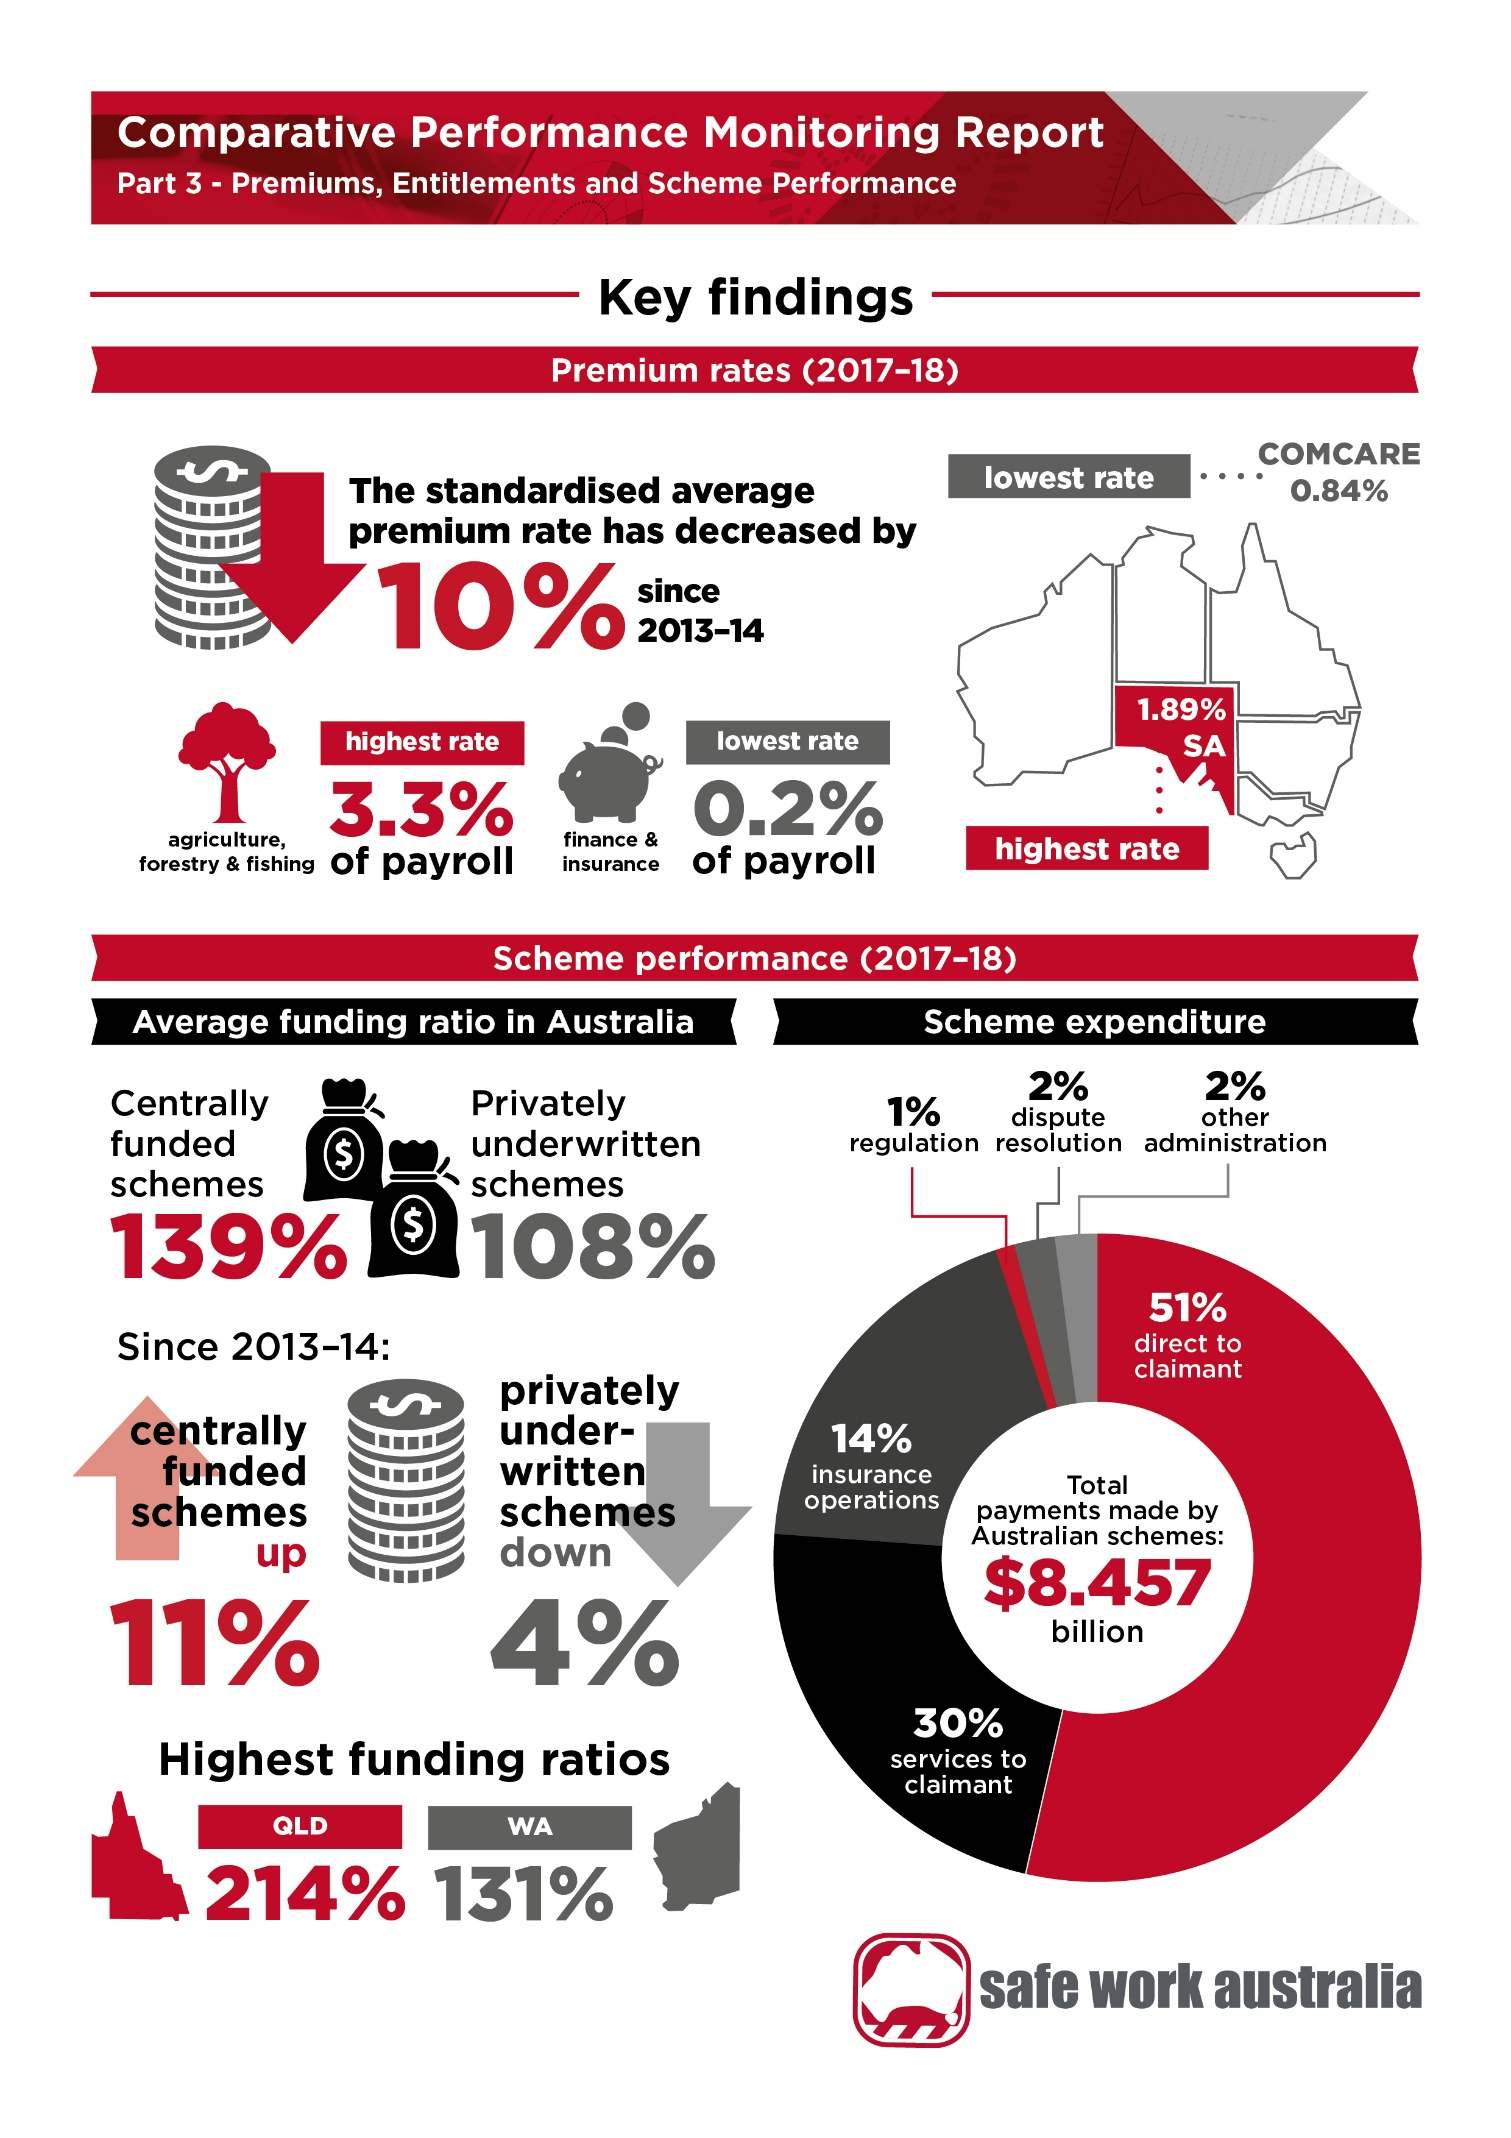 Comparative Performance Monitoring Report
Part 3 - Premiums, Entitlements and Scheme Performance
Key findings
Premium rates (2017–18)
The standardised average
premium rate has decreased by
10% since
2013–14
agriculture,
forestry & fishing
highest rate
3.3%
of payroll
finance &
insurance
lowest rate
0.2%
of payroll
lowest rate
COMCARE
0.84%
1.89%
SA
highest rate
Scheme performance (2017–18)
Average funding ratio in Australia
Centrally
funded
schemes
139%
$
$
Privately
underwritten
schemes
108%
Since 2013–14:
centrally
funded
schemes
up
11%
privately
under-
written
schemes
down
4%
Highest funding ratios
QLD
214%
WA
131%
Scheme expenditure
1%
regulation
2%
dispute
resolution
2%
other
administration
51%
direct to
claimant
14%
insurance
operations
30%
services to
claimant
Total
payments made by
Australian schemes:
$8.457
billion
safe work australia